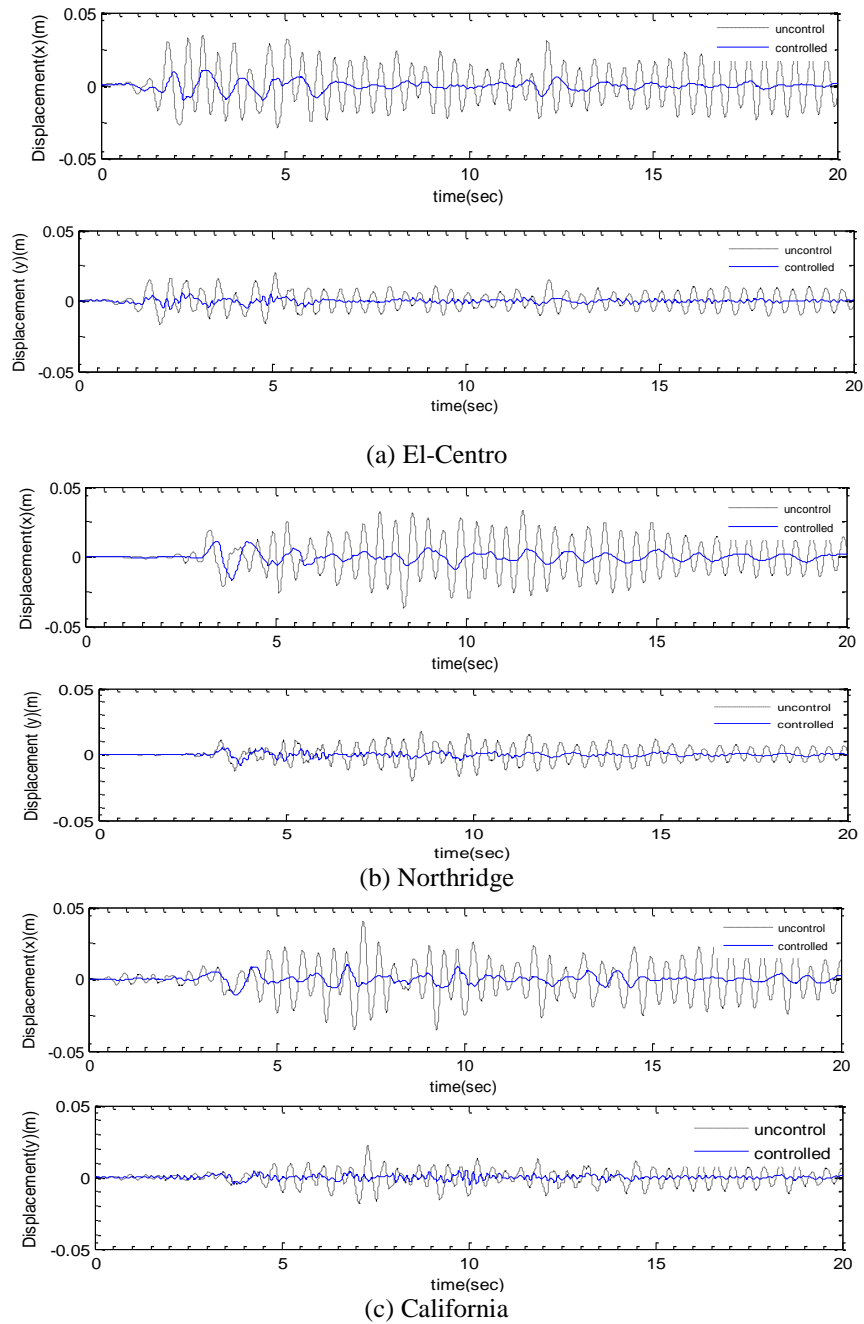 0.05
Displacement(x)(m)
0
-0.05
uncontrol
controlled
0 5 10 15 20
time(sec)
0.05
Displacement (y)(m)
0
-0.05
uncontrol
controlled
0 5 10 15 20
time(sec)
(a) El-Centro
0.05
Displacement(x)(m)
0
-0.05
uncontrol
controlled
0 5 10 15 20
time(sec)
0.05
Displacement (y)(m)
0
-0.05
uncontrol
controlled
0 5 10 15 20
time(sec)
(b) Northridge
0.05
Displacement(x)(m)
0
-0.05
uncontrol
controlled
0 5 10 15 20
time(sec)
0.05
Displacement(y)(m)
0
-0.05
uncontrol
controlled
0 5 10 15 20
time(sec)
(c) California